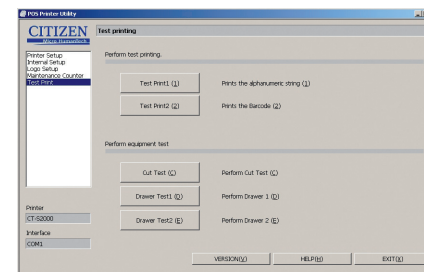 POS Printer Utility
CITIZEN
Micro HumanTech
Test printing
Printer Setup
Internal Setup
Logo Setup
Maintenance Counter
Test Print
Perform test printing.
Test Print1 (1)
Prints the alphanumeric string (1)
Test Print2 (2)
Prints the Barcode (2)
Perform equipment test
Cut Test (C)
Perform Cut Test (C)
Drawer Test1 (D)
Perform Drawer 1 (D)
Drawer Test2 (E)
Perform Drawer 2 (E)
Printer
CT-S2000
Interface
COM1
VERSION(V)
HELP(H)
EXIT(X)